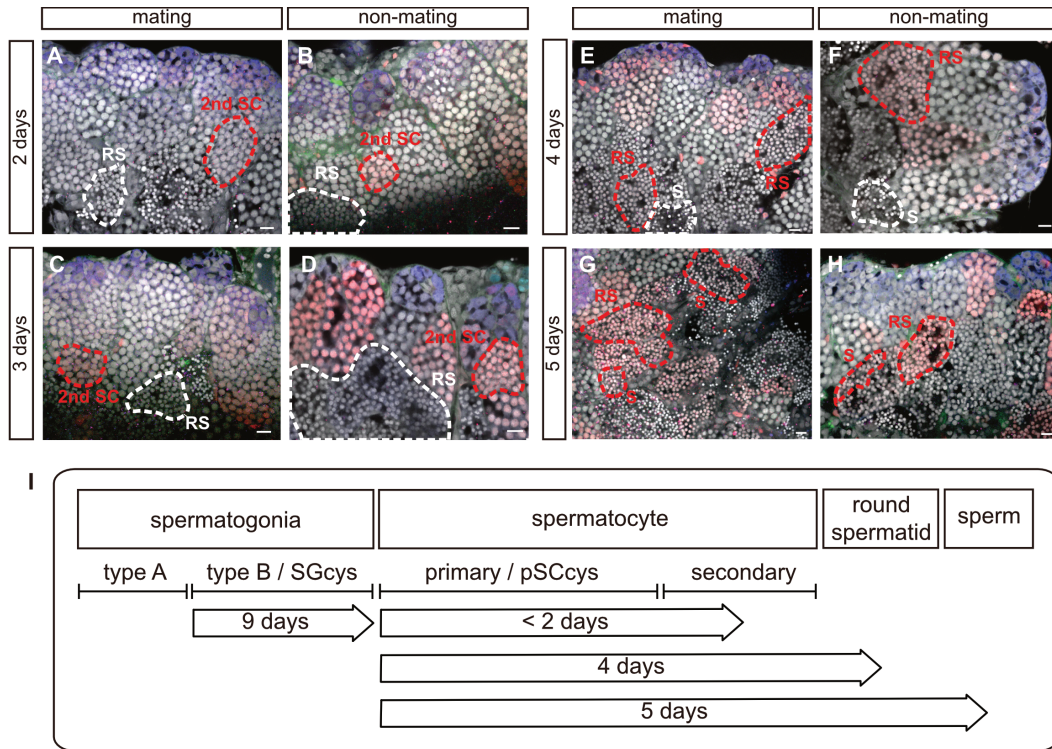 mating
non-mating
mating
non-mating
2 days
A
2nd SC
RS
B
2nd SC
RS
4 days
E
RS
RS
S
F
RS
S
3 days
C
2nd SC
RS
D
2nd SC
RS
5 days
G
RS
S
S
H
RS
S
I
spermatogonia
spermatocyte
round
spermatid
sperm
type A
type B / SGcys
primary / pSCcys
secondary
9 days
< 2 days
4 days
5 days